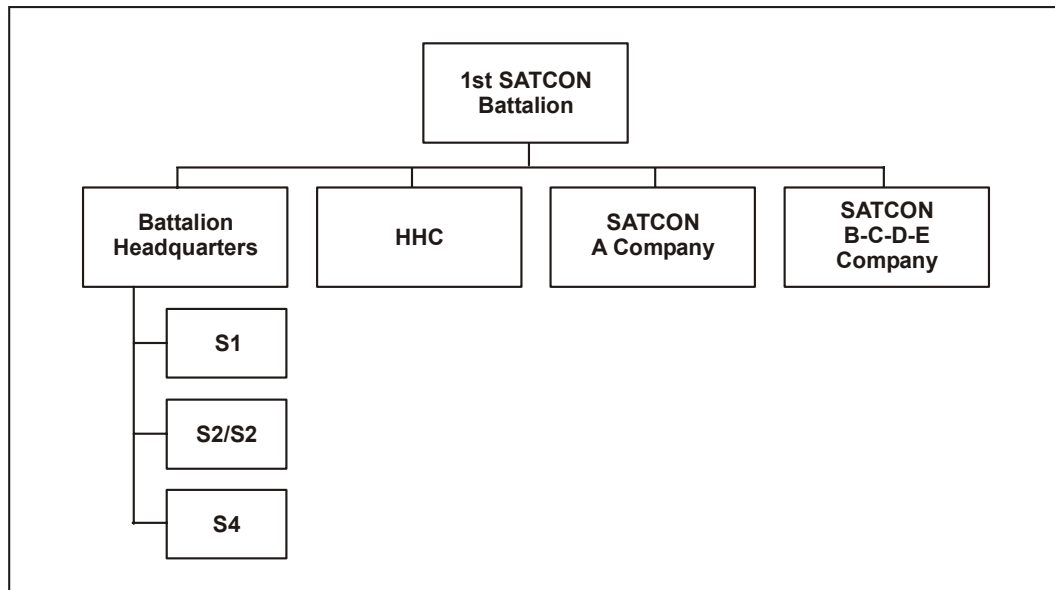 1st SATCON
Battalion
Battalion
Headquarters
HHC
SATCON
A Company
SATCON
B-C-D-E
Company
S1
S2/S2
S4